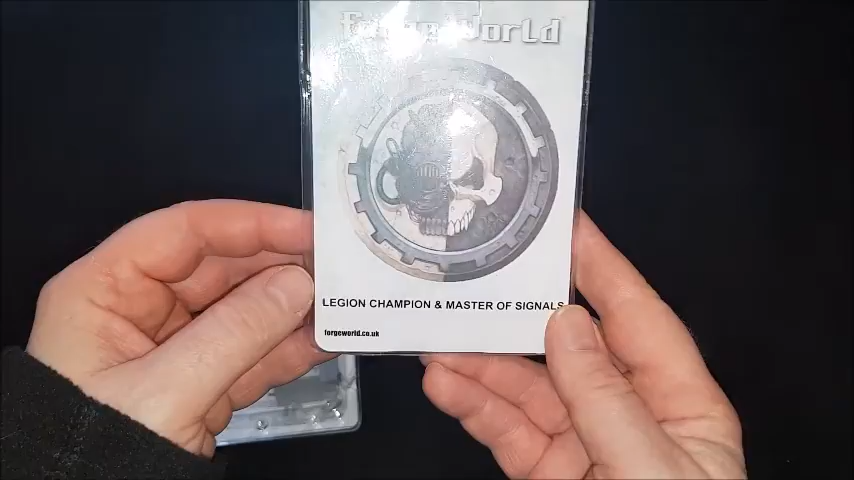 Forge World
LEGION CHAMPION & MASTER OF SIGNALS
forgeworld.co.uk